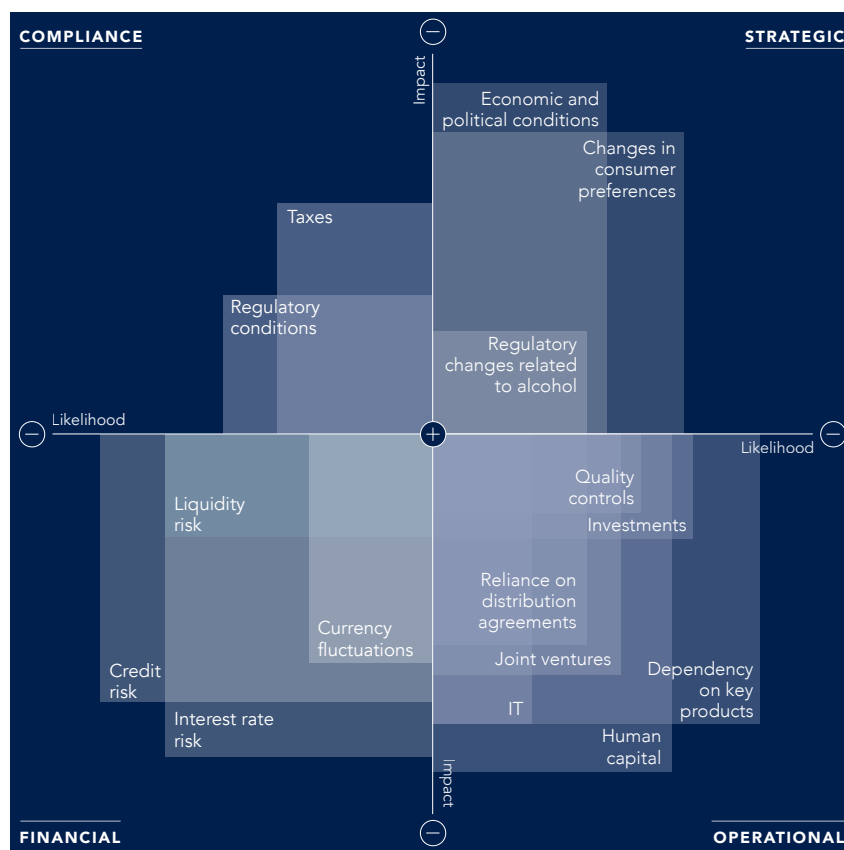 COMPLIANCE
STRATEGIC
−
Impact
Economic and
political conditions
Changes in
consumer
preferences
Taxes
Regulatory
conditions
Regulatory
changes related
to alcohol
Likelihood
−
+
−
Likelihood
Quality
controls
Liquidity
risk
Investments
Reliance on
distribution
agreements
Currency
fluctuations
Joint ventures
Credit
risk
Dependency
on key
products
IT
Interest rate
risk
Human
capital
Impact
−
FINANCIAL
OPERATIONAL